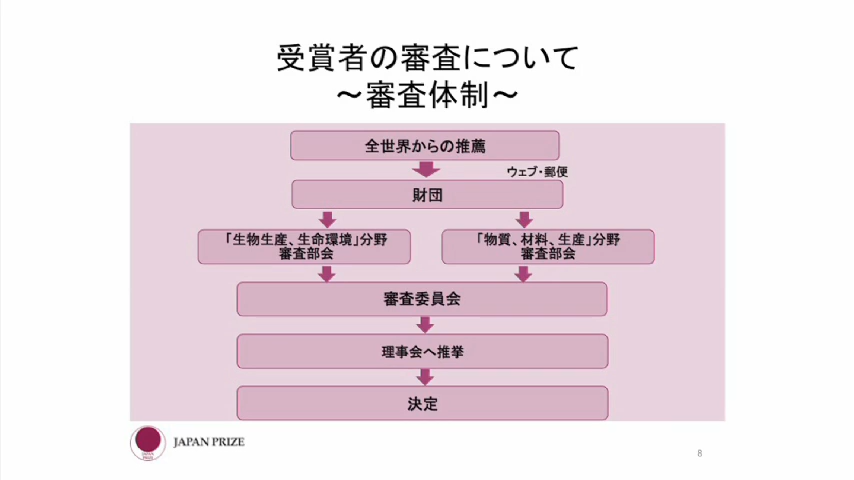 受賞者の審査について
～審査体制～
全世界からの推薦
ウェブ・郵便
財団
「生物生産、生命環境」分野
審査部会
「物質、材料、生産」分野
審査部会
審査委員会
理事会へ推挙
決定
JAPAN PRIZE
8